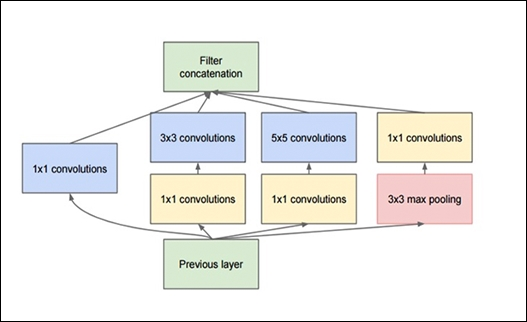 Filter
concatenation
3x3 convolutions
5x5 convolutions
1x1 convolutions
1x1 convolutions
1x1 convolutions
1x1 convolutions
3x3 max pooling
Previous layer